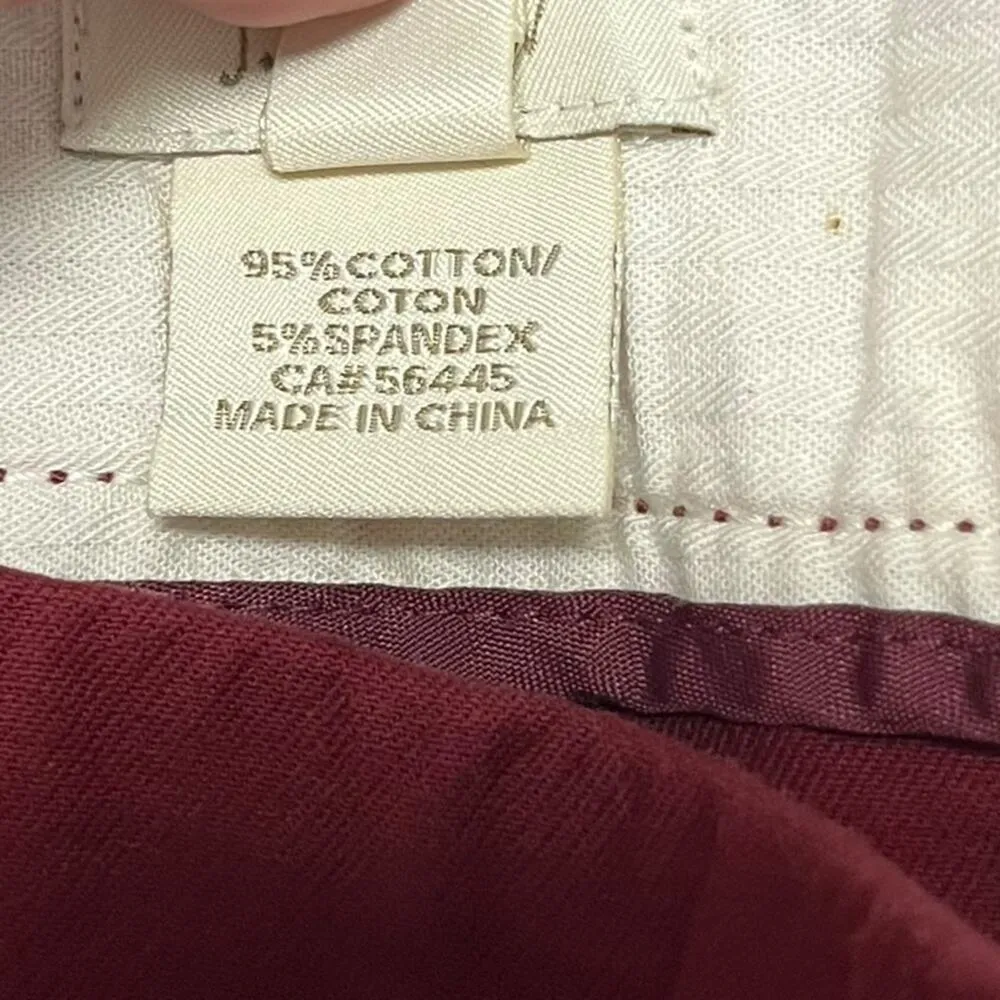 95%COTTON/
COTON
5%SPANDEX
CA#56445
MADE IN CHINA